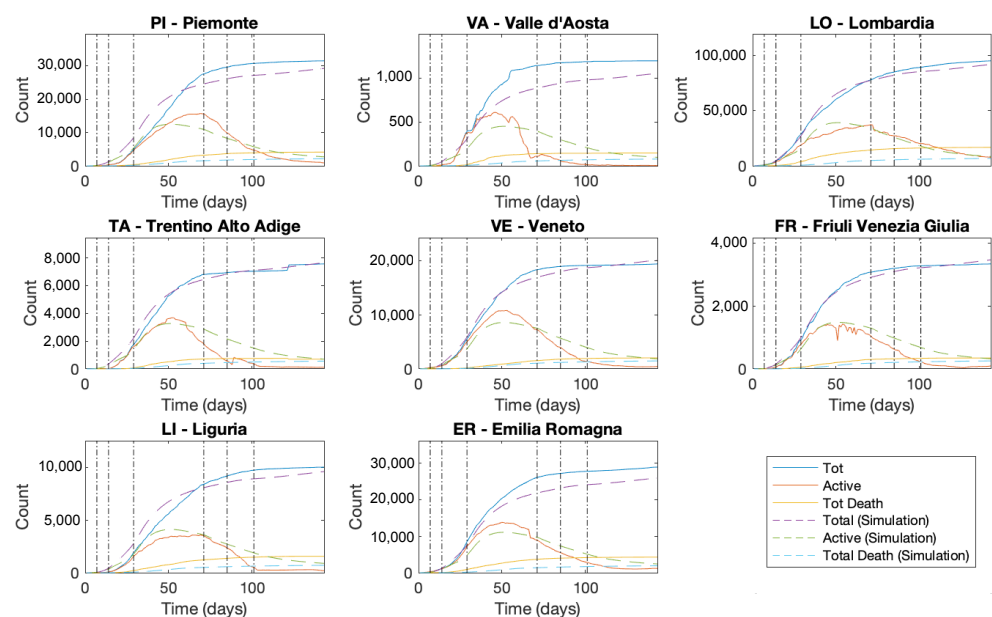 PI - Piemonte
30,000
20,000
10,000
0
Count
0 50 100
Time (days)
VA - Valle d'Aosta
1,000
500
0
Count
0 50 100
Time (days)
LO - Lombardia
100,000
50,000
0
Count
0 50 100
Time (days)
TA - Trentino Alto Adige
8,000
6,000
4,000
2,000
0
Count
0 50 100
Time (days)
VE - Veneto
20,000
10,000
0
Count
0 50 100
Time (days)
FR - Friuli Venezia Giulia
4,000
2,000
0
Count
0 50 100
Time (days)
LI - Liguria
10,000
5,000
0
Count
0 50 100
Time (days)
ER - Emilia Romagna
30,000
20,000
10,000
0
Count
0 50 100
Time (days)
Tot
Active
Tot Death
Total (Simulation)
Active (Simulation)
Total Death (Simulation)